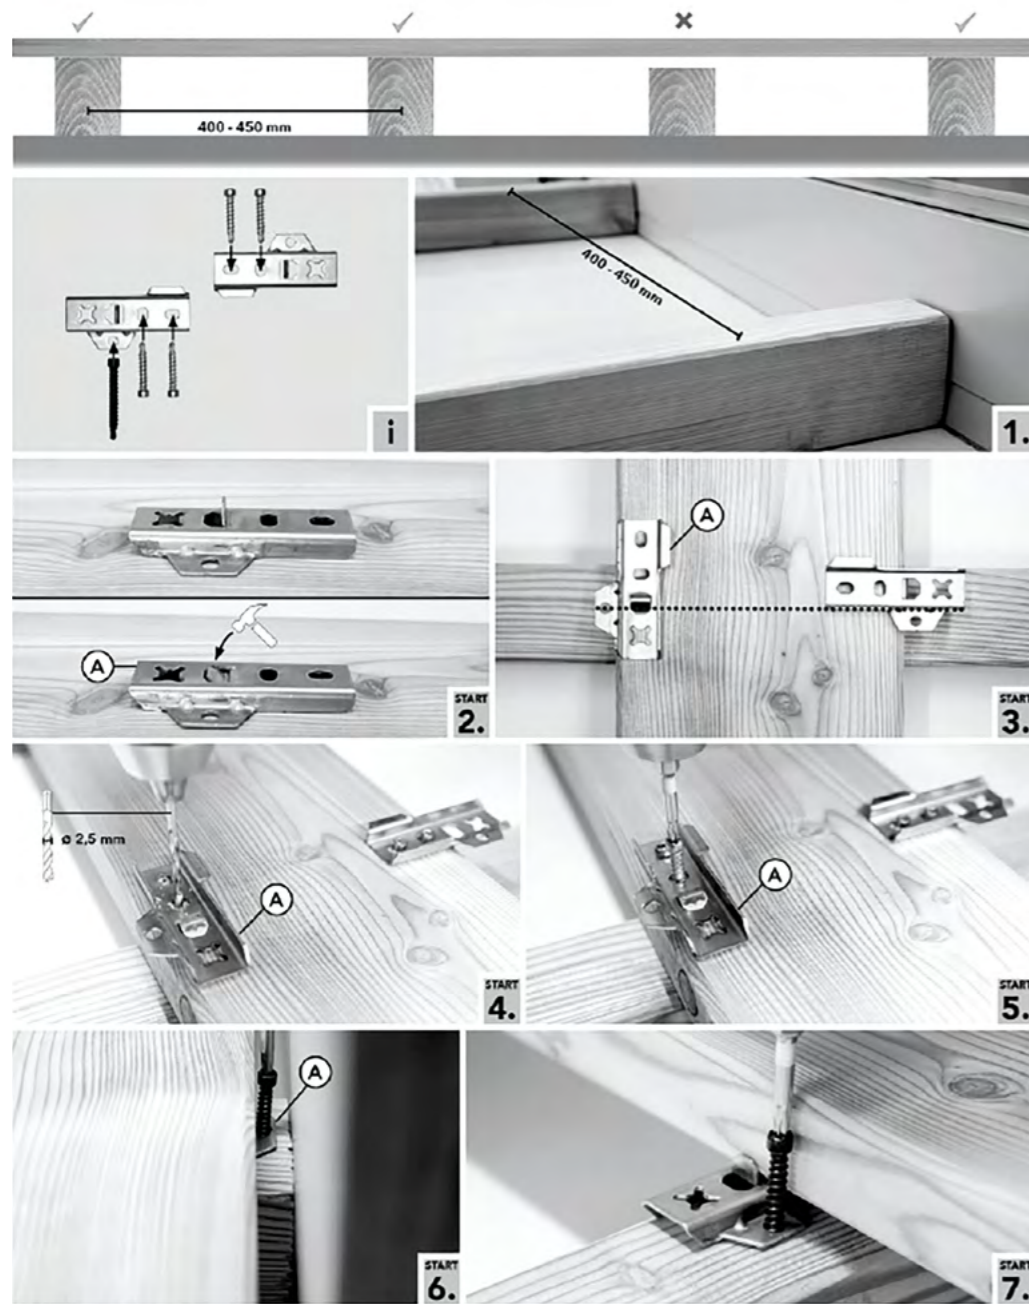 400 - 450 mm
i
400 - 450 mm
1.
A
START
2.
A
START
3.
ø 2,5 mm
A
START
4.
A
START
5.
A
START
6.
START
7.